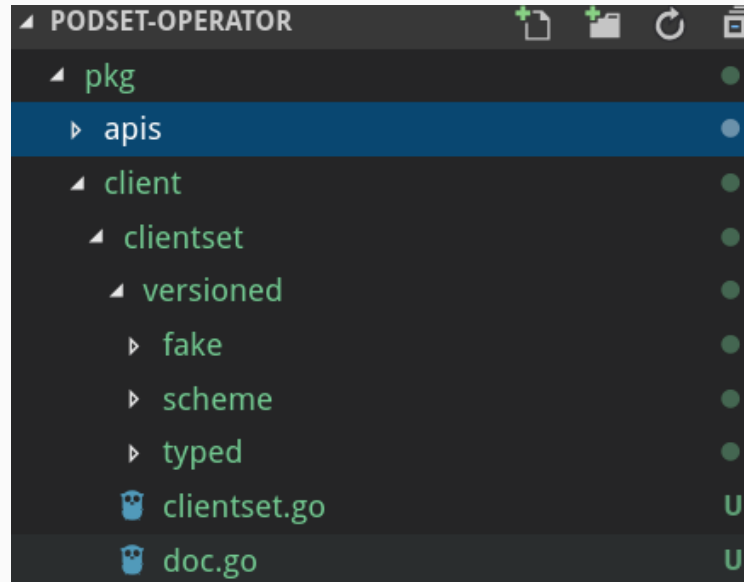 PODSET-OPERATOR
pkg
apis
client
clientset
versioned
fake
scheme
typed
clientset.go U
doc.go U